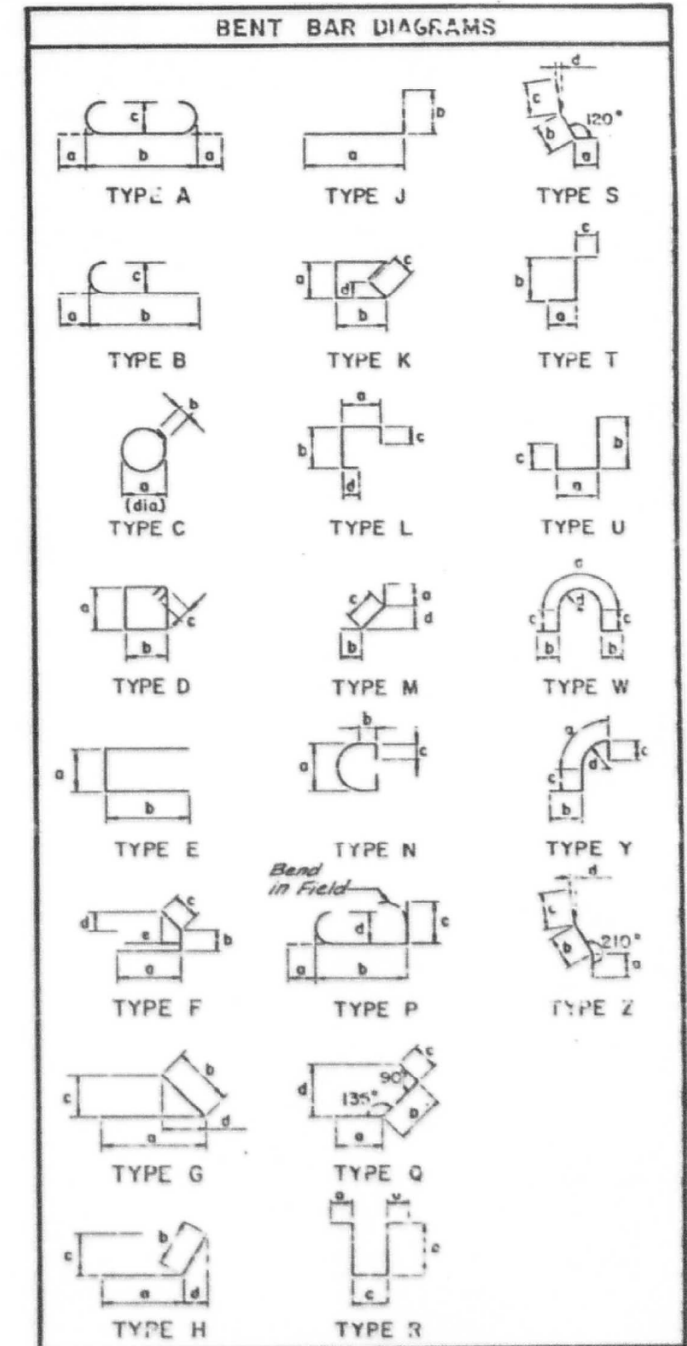 BENT BAR DIAGRAMS
c
a b a
TYPE A
b
a
TYPE J
d
c
b
120°
a
TYPE S
c
a b
TYPE B
a
d
c
b
TYPE K
c
b
a
TYPE T
b
a
(dia.)
TYPE C
a
b
c
d
TYPE L
c
b
a
TYPE U
a
c
b
TYPE D
c
a
d
b
TYPE M
a
d
c c
b b
TYPE W
a
b
TYPE E
b
a
c
TYPE N
a
c
d
c
b
TYPE Y
d
c
e
b
a
TYPE F
Bend
in Field
d
c
a b
TYPE P
d
c
b
210°
a
TYPE Z
b
c
d
a
TYPE G
c
d
90°
135°
b
a
TYPE Q
b
c
a d
TYPE H
a
c
TYPE R